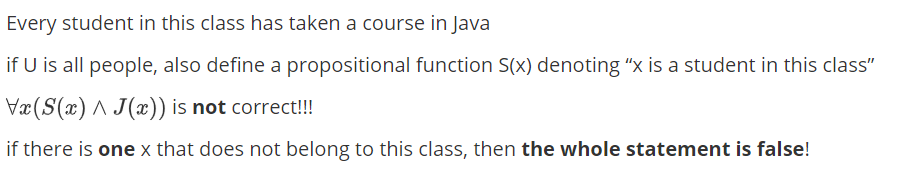 Every student in this class has taken a course in Java
if U is all people, also define a propositional function S(x) denoting “x is a student in this class”
∀x(S(x) ∧ J(x)) is not correct!!!
if there is one x that does not belong to this class, then the whole statement is false!